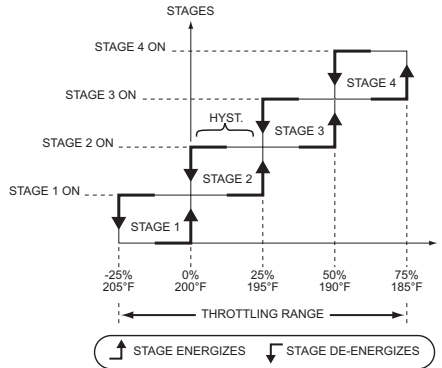 STAGES
STAGE 4 ON
STAGE 4
STAGE 3 ON
HYST.
STAGE 3
STAGE 2 ON
STAGE 2
STAGE 1 ON
STAGE 1
-25% 0% 25% 50% 75%
205°F 200°F 195°F 190°F 185°F
THROTTLING RANGE
STAGE ENERGIZES STAGE DE-ENERGIZES